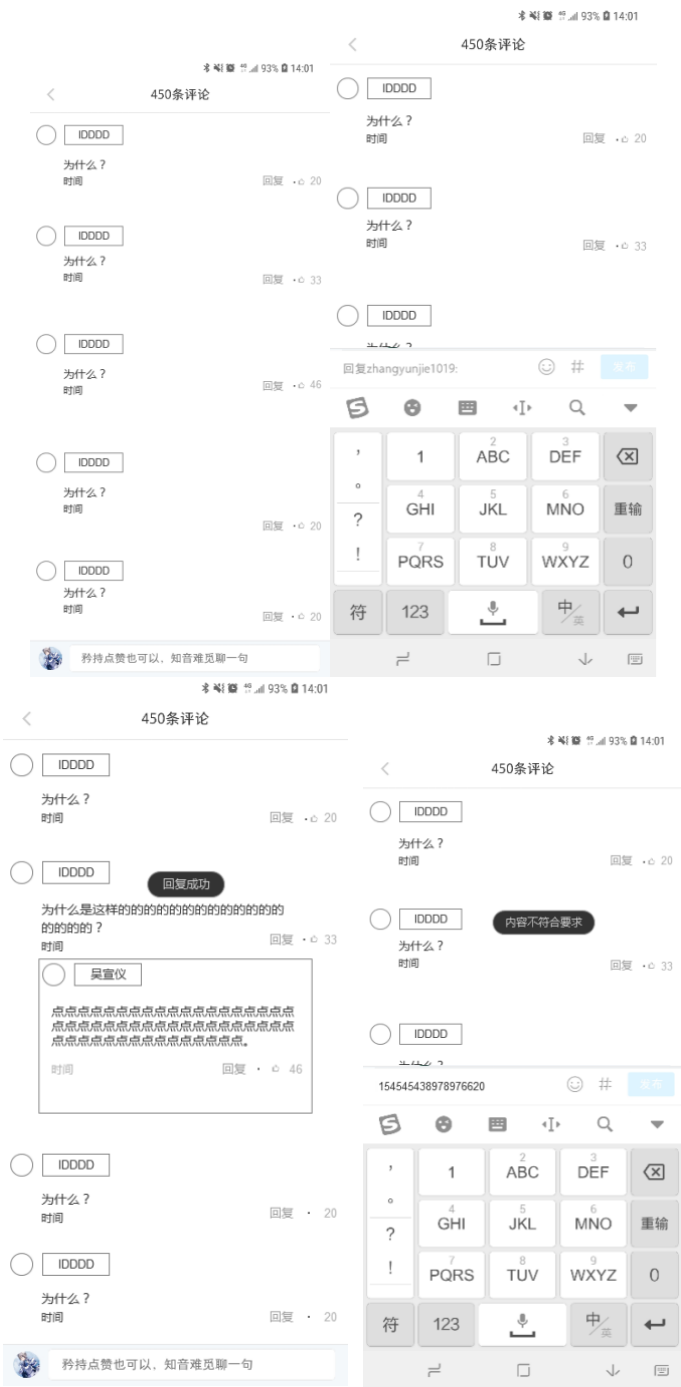 93% 14:01
450条评论
IDDDD
为什么？
时间
回复 20
IDDDD
为什么？
时间
回复 33
IDDDD
为什么？
时间
回复 46
IDDDD
为什么？
时间
回复 20
IDDDD
为什么？
时间
回复 20
矜持点赞也可以，知音难觅聊一句
93% 14:01
450条评论
IDDDD
为什么？
时间
回复 20
IDDDD
为什么？
时间
回复 33
IDDDD
为什么？
回复zhangyunjie1019: # 发布
， 1 2 ABC 3 DEF
。
? 4 GHI 5 JKL 6 MNO 重输
! 7 PQRS 8 TUV 9 WXYZ 0
符 123 中/英
93% 14:01
450条评论
IDDDD
为什么？
时间
回复 20
IDDDD
回复成功
为什么是这样的的的的的的的的的的的的的
的的的的？
时间
回复 33
吴宣仪
点点点点点点点点点点点点点点点点点点点
点点点点点点点点点点点点点点点点点点点
点点点点点点点点点点点点点点点。
时间 回复 46
IDDDD
为什么？
时间
回复 20
IDDDD
为什么？
时间
回复 20
矜持点赞也可以，知音难觅聊一句
93% 14:01
450条评论
IDDDD
为什么？
时间
回复 20
IDDDD
内容不符合要求
为什么？
时间
回复 33
IDDDD
为什么？
154545438978976620 # 发布
， 1 2 ABC 3 DEF
。
? 4 GHI 5 JKL 6 MNO 重输
! 7 PQRS 8 TUV 9 WXYZ 0
符 123 中/英